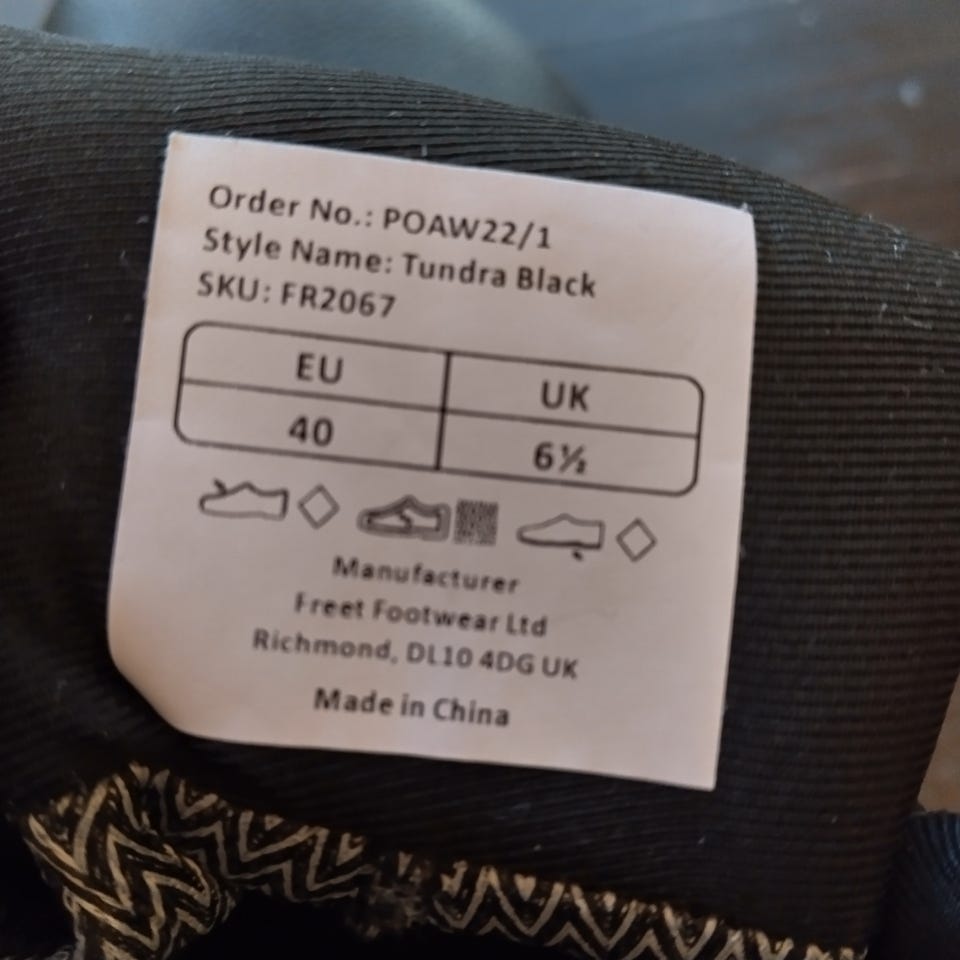 Order No.: POAW22/1
Style Name: Tundra Black
SKU: FR2067
EU UK
40 6½
Manufacturer
Freet Footwear Ltd
Richmond, DL10 4DG UK
Made in China